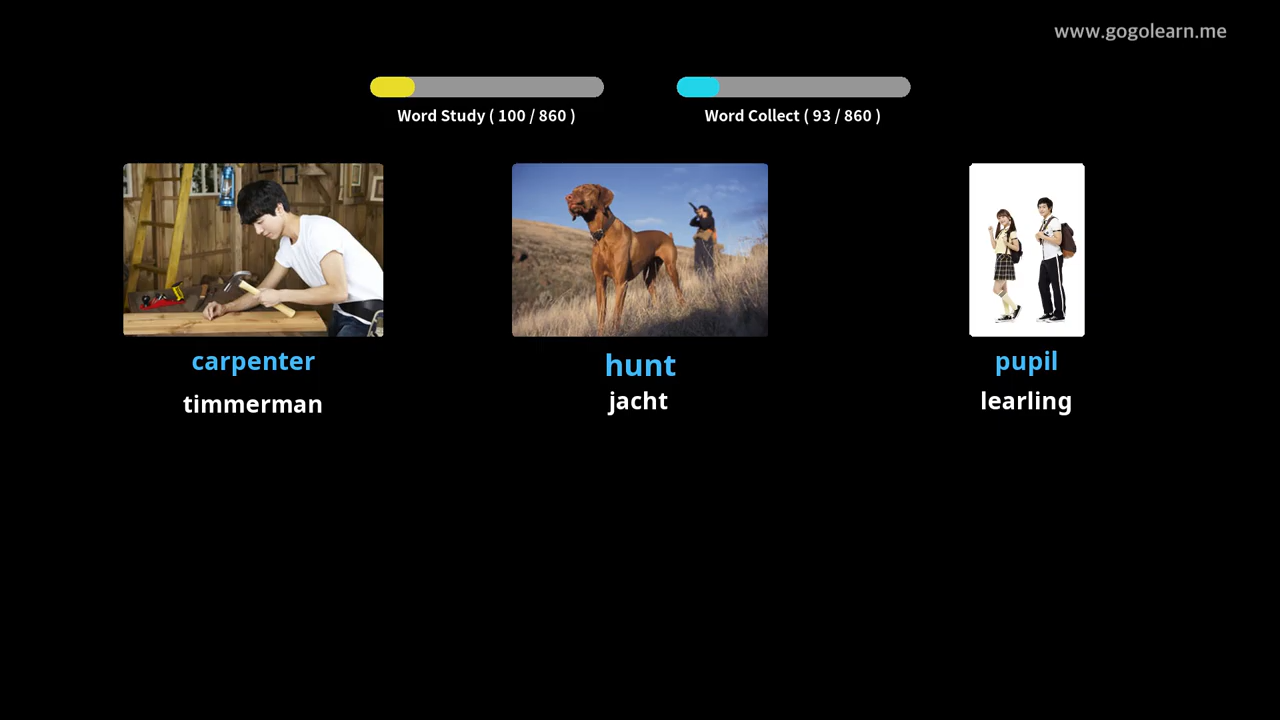 www.gogolearn.me
Word Study ( 100 / 860 )
Word Collect ( 93 / 860 )
carpenter
timmerman
hunt
jacht
pupil
learling